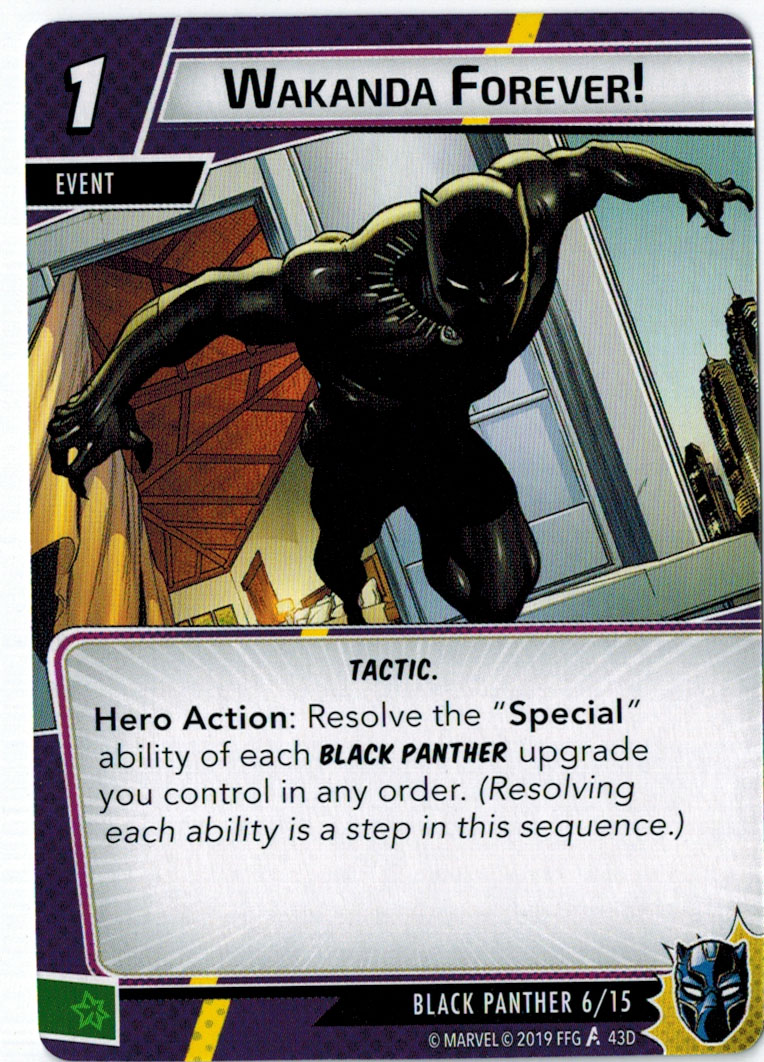 1
WAKANDA FOREVER!
EVENT
TACTIC.
Hero Action: Resolve the “Special”
ability of each BLACK PANTHER upgrade
you control in any order. (Resolving
each ability is a step in this sequence.)
BLACK PANTHER 6/15
© MARVEL © 2019 FFG A 43D